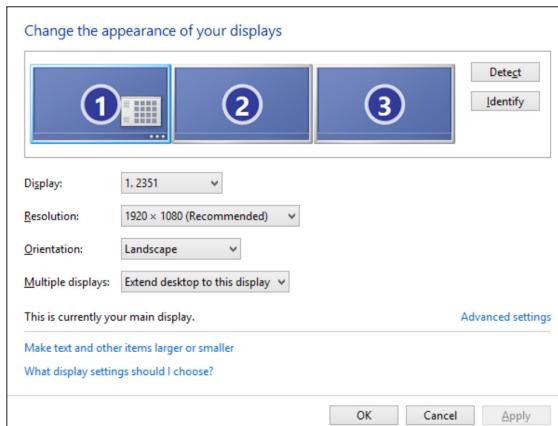 Change the appearance of your displays
1 2 3
Detect
Identify
Display: 1. 2351
Resolution: 1920 × 1080 (Recommended)
Orientation: Landscape
Multiple displays: Extend desktop to this display
This is currently your main display. Advanced settings
Make text and other items larger or smaller
What display settings should I choose?
OK Cancel Apply